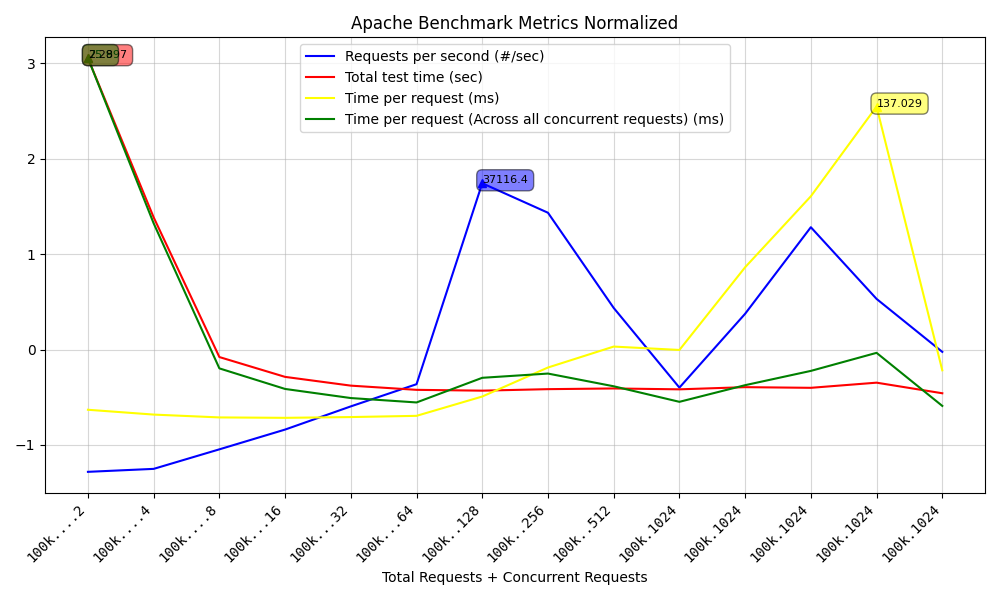 Apache Benchmark Metrics Normalized
Requests per second (#/sec)
Total test time (sec)
Time per request (ms)
Time per request (Across all concurrent requests) (ms)
137.029
37116.4
3
2
1
0
−1
100k....2
100k....4
100k....8
100k...16
100k...32
100k...64
100k..128
100k..256
100k..512
100k.1024
100k.1024
100k.1024
100k.1024
100k.1024
Total Requests + Concurrent Requests